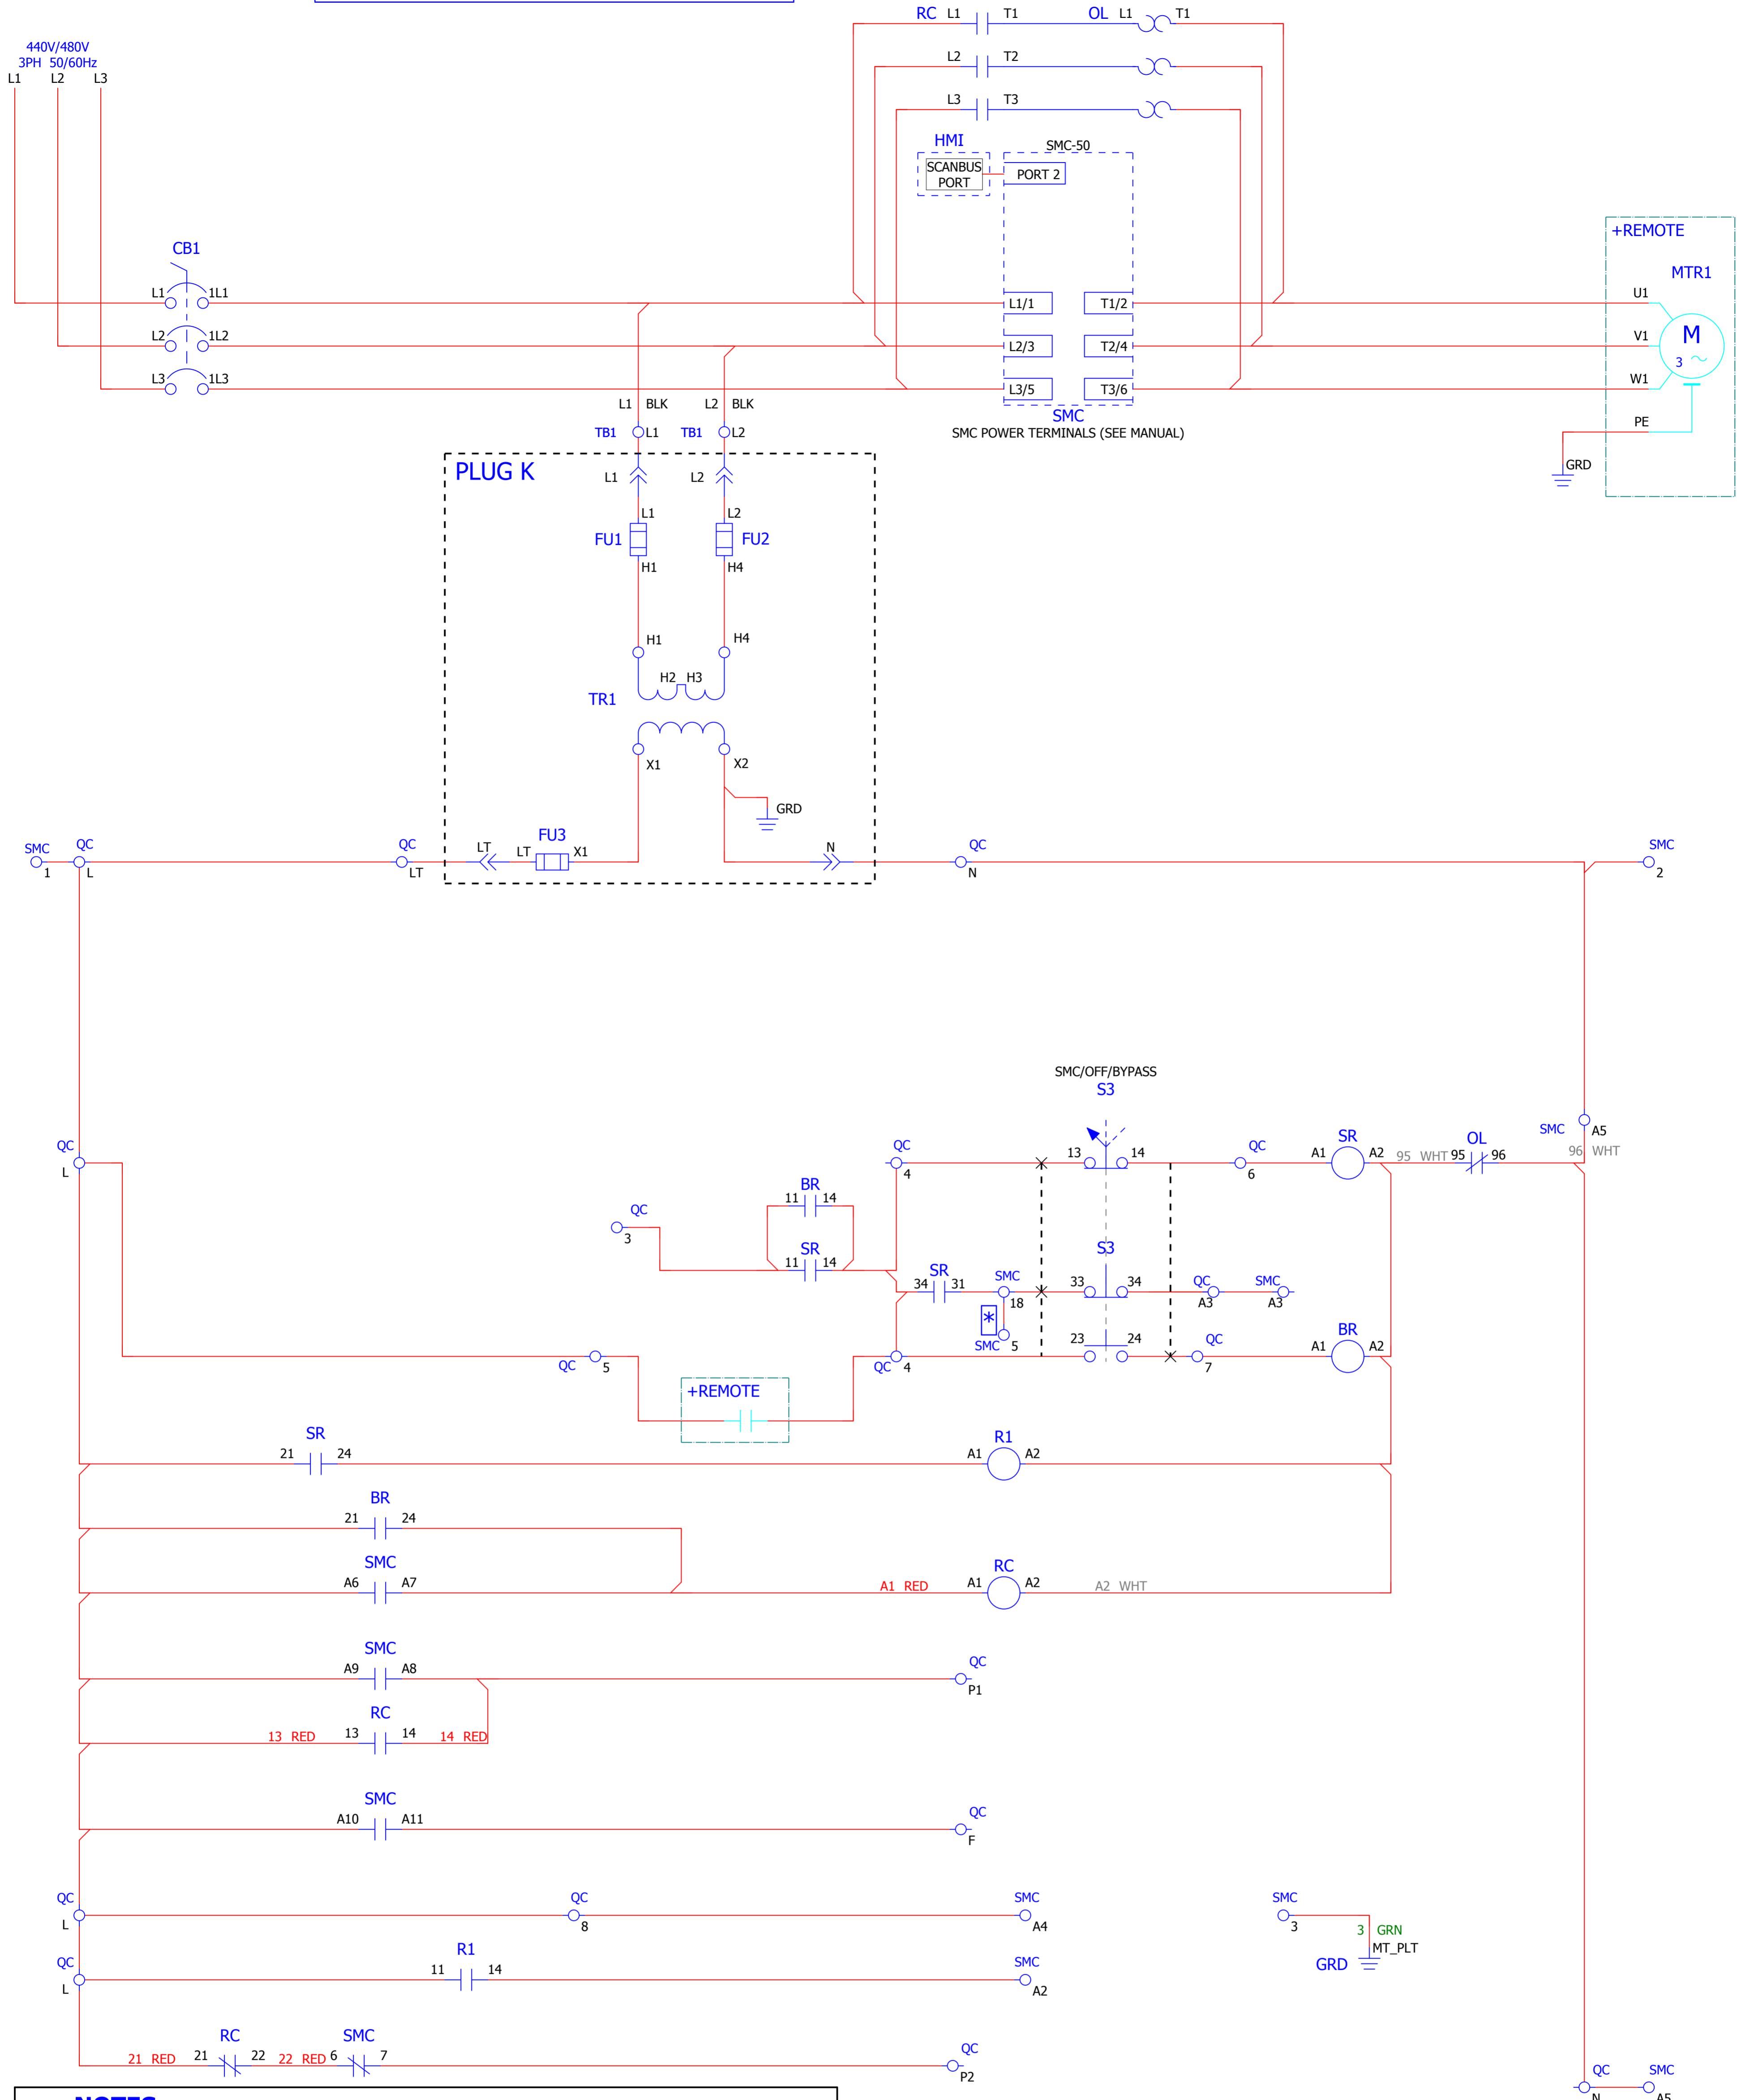 RC L1 T1 OL L1 T1
440V/480V
3PH 50/60Hz
L1 L2 L3
L2 T2
L3 T3
HMI
SMC-50
SCANBUS
PORT
PORT 2
+REMOTE
MTR1
CB1
L1 1L1
L1/1 T1/2
U1
L2 1L2
L2/3 T2/4
V1
M
3
L3 1L3
L3/5 T3/6
W1
L1 BLK L2 BLK
SMC
SMC POWER TERMINALS (SEE MANUAL)
PE
TB1 L1 TB1 L2
GRD
PLUG K
L1 L2
L1 L2
FU1 FU2
H1 H4
H1 H4
H2 H3
TR1
X1 X2
GRD
SMC QC QC
FU3
LT LT X1
N
QC
SMC
1 L LT
N
2
SMC/OFF/BYPASS
S3
SMC A5
QC
L
QC
4
13 14
QC
6
SR
A1 A2
95 WHT 95 96
OL
96 WHT
BR
11 14
QC
3
SR
11 14
S3
SR
34 31
SMC
18
33 34
QC
A3
SMC
A3
*
SMC 5
23 24
QC
7
BR
A1 A2
QC 5
QC 4
+REMOTE
SR
21 24
R1
A1 A2
BR
21 24
SMC
A6 A7
A1 RED
RC
A1 A2
A2 WHT
SMC
A9 A8
QC
P1
RC
13 RED 13 14 14 RED
SMC
A10 A11
QC
F
QC
L
QC
8
SMC
A4
SMC
3
3 GRN
MT_PLT
GRD
QC
L
R1
11 14
SMC
A2
RC SMC
21 RED 21 22 22 RED 6 7
QC
P2
QC SMC
N A5
NOTES